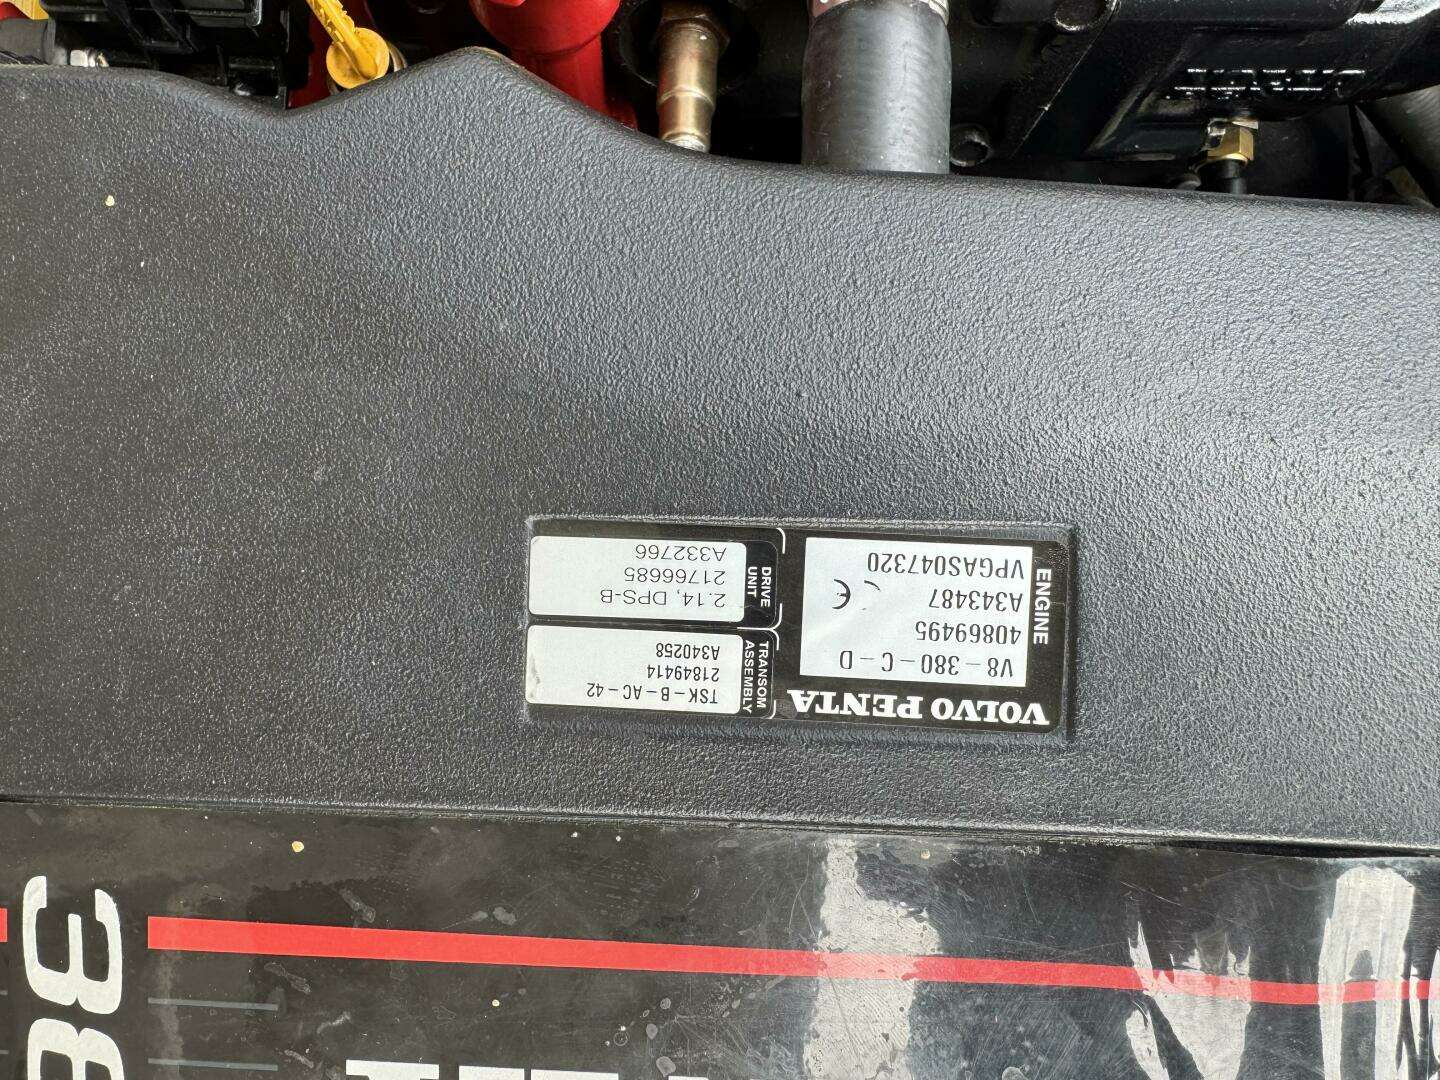 VOLVO PENTA
ENGINE
V8-380-C-D
40869495
A343487
CE
VPGAS047320
TRANSOM
ASSEMBLY
TSK-B-AC-42
21849414
A340258
DRIVE
UNIT
2.14, DPS-B
21766685
A332766